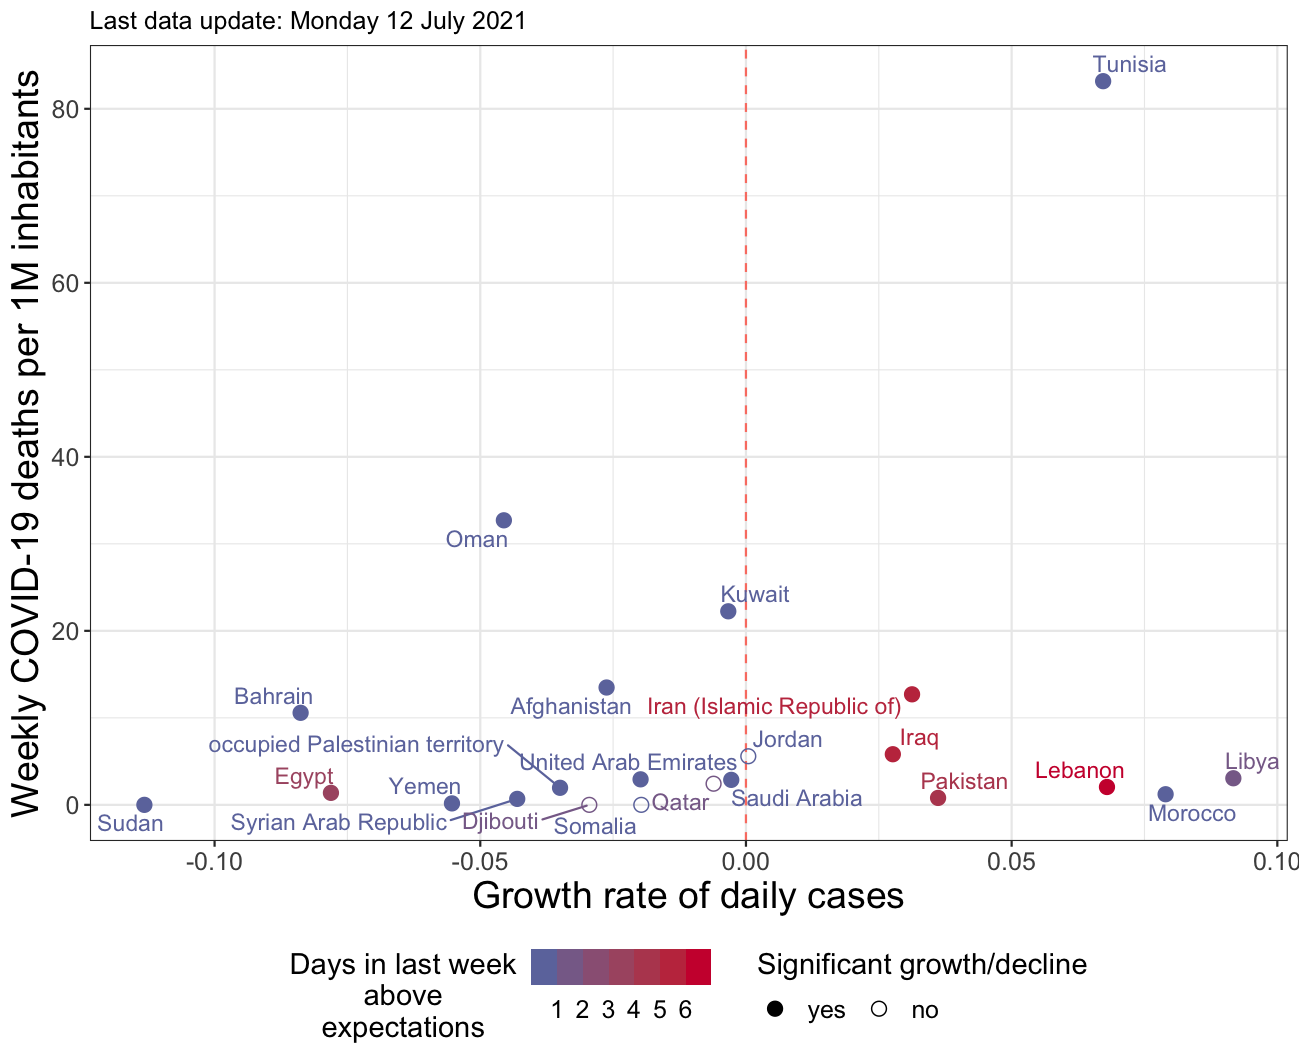 Last data update: Monday 12 July 2021
Weekly COVID-19 deaths per 1M inhabitants
80
60
40
20
0
Tunisia
Oman
Kuwait
Bahrain
Afghanistan
Iran (Islamic Republic of)
occupied Palestinian territory
Jordan
Iraq
United Arab Emirates
Egypt
Yemen
Pakistan
Lebanon
Libya
Sudan
Syrian Arab Republic
Djibouti
Somalia
Qatar
Saudi Arabia
Morocco
-0.10
-0.05
0.00
0.05
0.10
Growth rate of daily cases
Days in last week
above
expectations
1 2 3 4 5 6
Significant growth/decline
yes
no